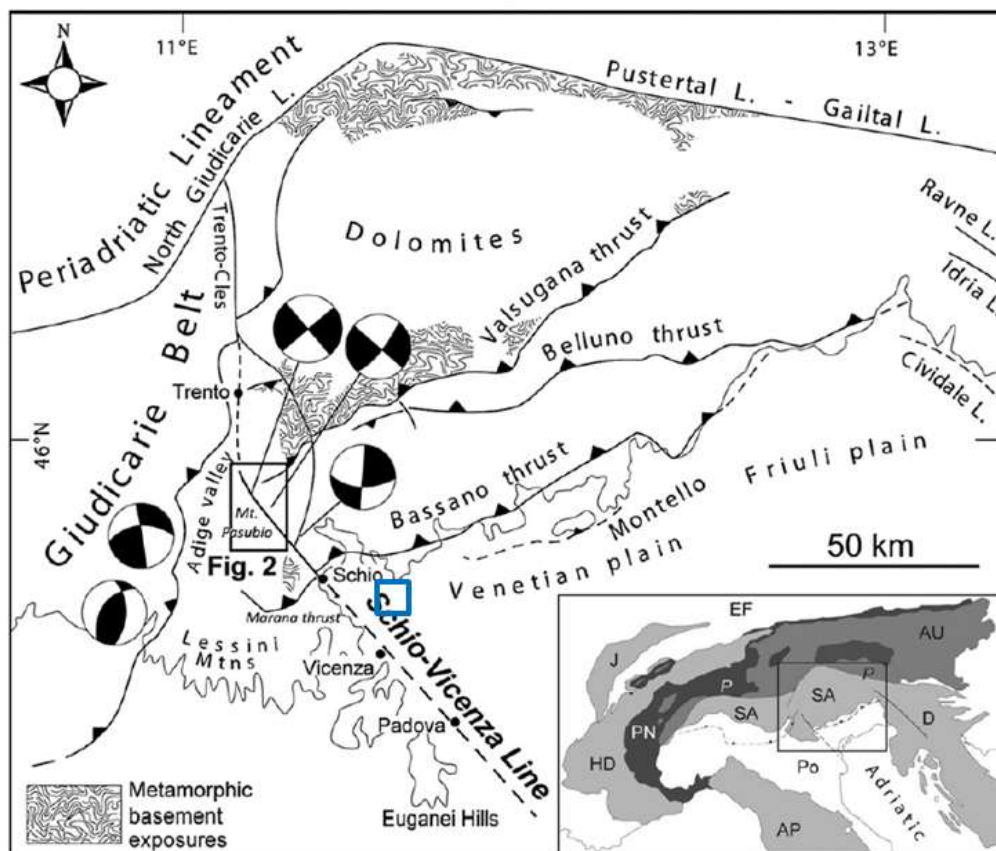 11°E
13°E
N
Periadriatic Lineament
North Giudicarie L.
Pustertal L. - Gailtal L.
Trento-Cles
Dolomites
Valsugana thrust
Ravne L.
Idria L.
Cividale L.
Belluno thrust
Giudicarie Belt
Trento
46°N
Adige valley
Mt.
Pasubio
Fig. 2
Bassano thrust
Montello
Friuli plain
Venetian plain
50 km
Schio
Marana thrust
Schio-Vicenza Line
Lessini
Mtns
Vicenza
Padova
Euganei Hills
Metamorphic
basement
exposures
EF
AU
J
P
P
SA
SA
PN
D
HD
Po
Adriatic
AP